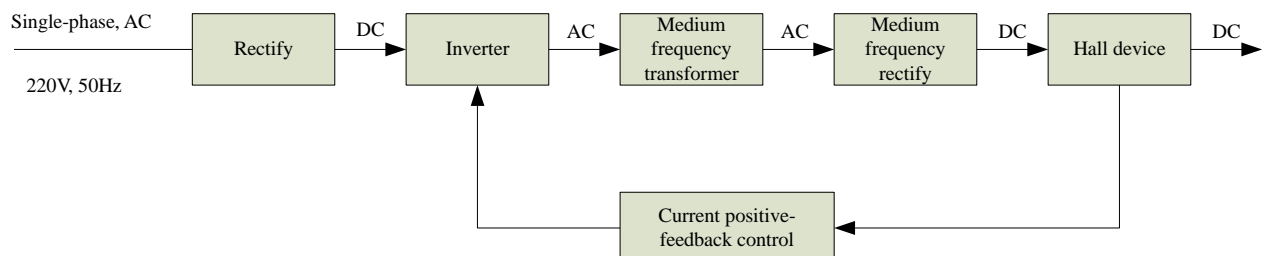 Single-phase, AC
220V, 50Hz
Rectify
DC
Inverter
AC
Medium
frequency
transformer
AC
Medium
frequency
rectify
DC
Hall device
DC
Current positive-
feedback control